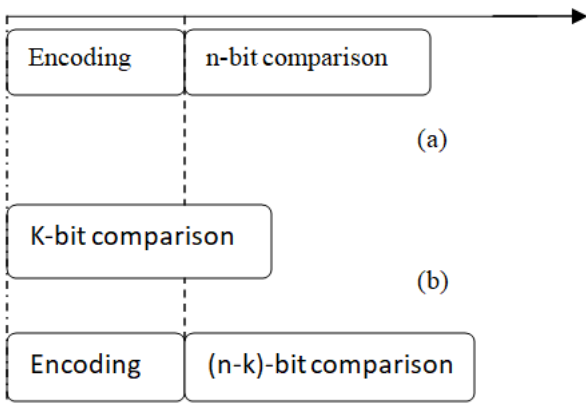 Encoding
n-bit comparison
(a)
K-bit comparison
(b)
Encoding
(n-k)-bit comparison